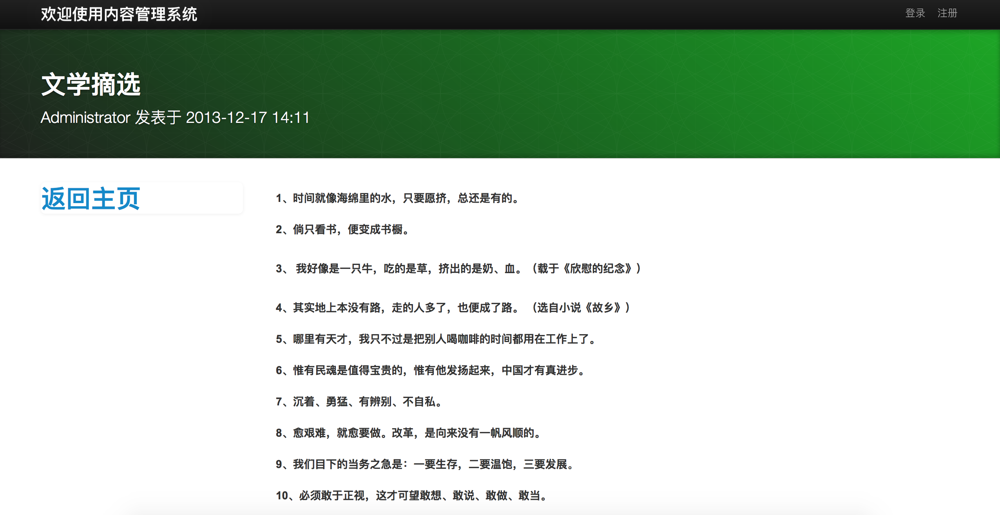 欢迎使用内容管理系统
登录 注册
文学摘选
Administrator 发表于 2013-12-17 14:11
返回主页
1、时间就像海绵里的水，只要愿挤，总还是有的。
2、倘只看书，便变成书橱。
3、 我好像是一只牛，吃的是草，挤出的是奶、血。（载于《欣慰的纪念》）
4、其实地上本没有路，走的人多了，也便成了路。 （选自小说《故乡》）
5、哪里有天才，我只不过是把别人喝咖啡的时间都用在工作上了。
6、惟有民魂是值得宝贵的，惟有他发扬起来，中国才有真进步。
7、沉着、勇猛、有辨别、不自私。
8、愈艰难，就愈要做。改革，是向来没有一帆风顺的。
9、我们目下的当务之急是：一要生存，二要温饱，三要发展。
10、必须敢于正视，这才可望敢想、敢说、敢做、敢当。